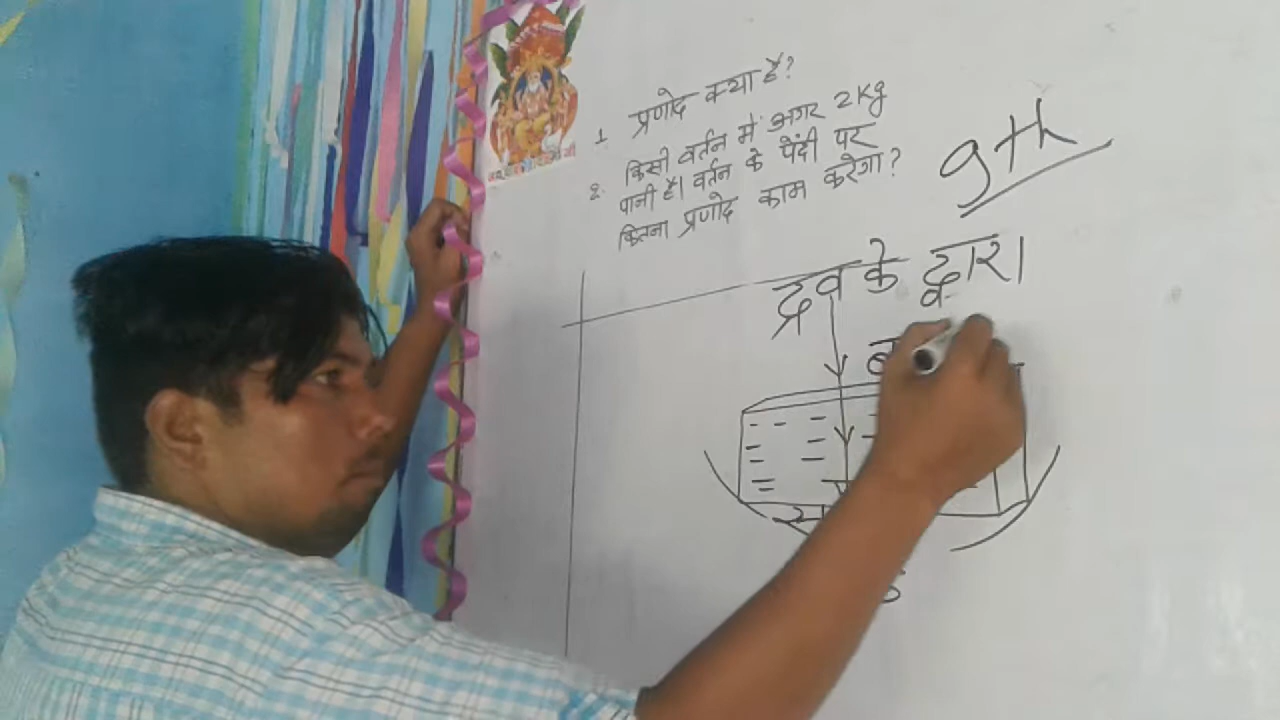 1 प्रणोद क्या है?
2. किसी वर्तन में अगर 2Kg
पानी है। वर्तन के पेंदी पर
कितना प्रणोद काम करेगा?
9th
द्रव के द्वारा